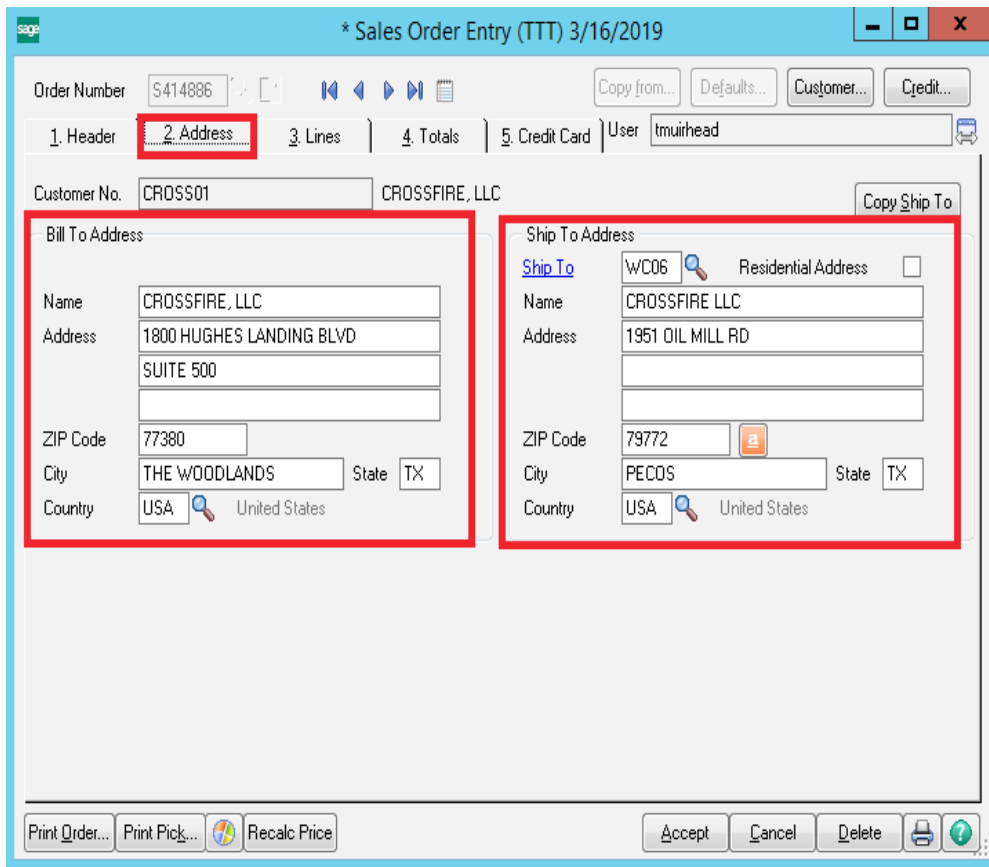 sage * Sales Order Entry (TTT) 3/16/2019 X
Order Number S414886 Copy from... Defaults... Customer... Credit...
1. Header 2. Address 3. Lines 4. Totals 5. Credit Card User tmuirhead
Customer No. CROSS01 CROSSFIRE, LLC Copy Ship To
Bill To Address
Name CROSSFIRE, LLC
Address 1800 HUGHES LANDING BLVD
SUITE 500
ZIP Code 77380
City THE WOODLANDS State TX
Country USA United States
Ship To Address
Ship To WC06 Residential Address
Name CROSSFIRE LLC
Address 1951 OIL MILL RD
ZIP Code 79772 a
City PECOS State TX
Country USA United States
Print Order... Print Pick... Recalc Price Accept Cancel Delete ?